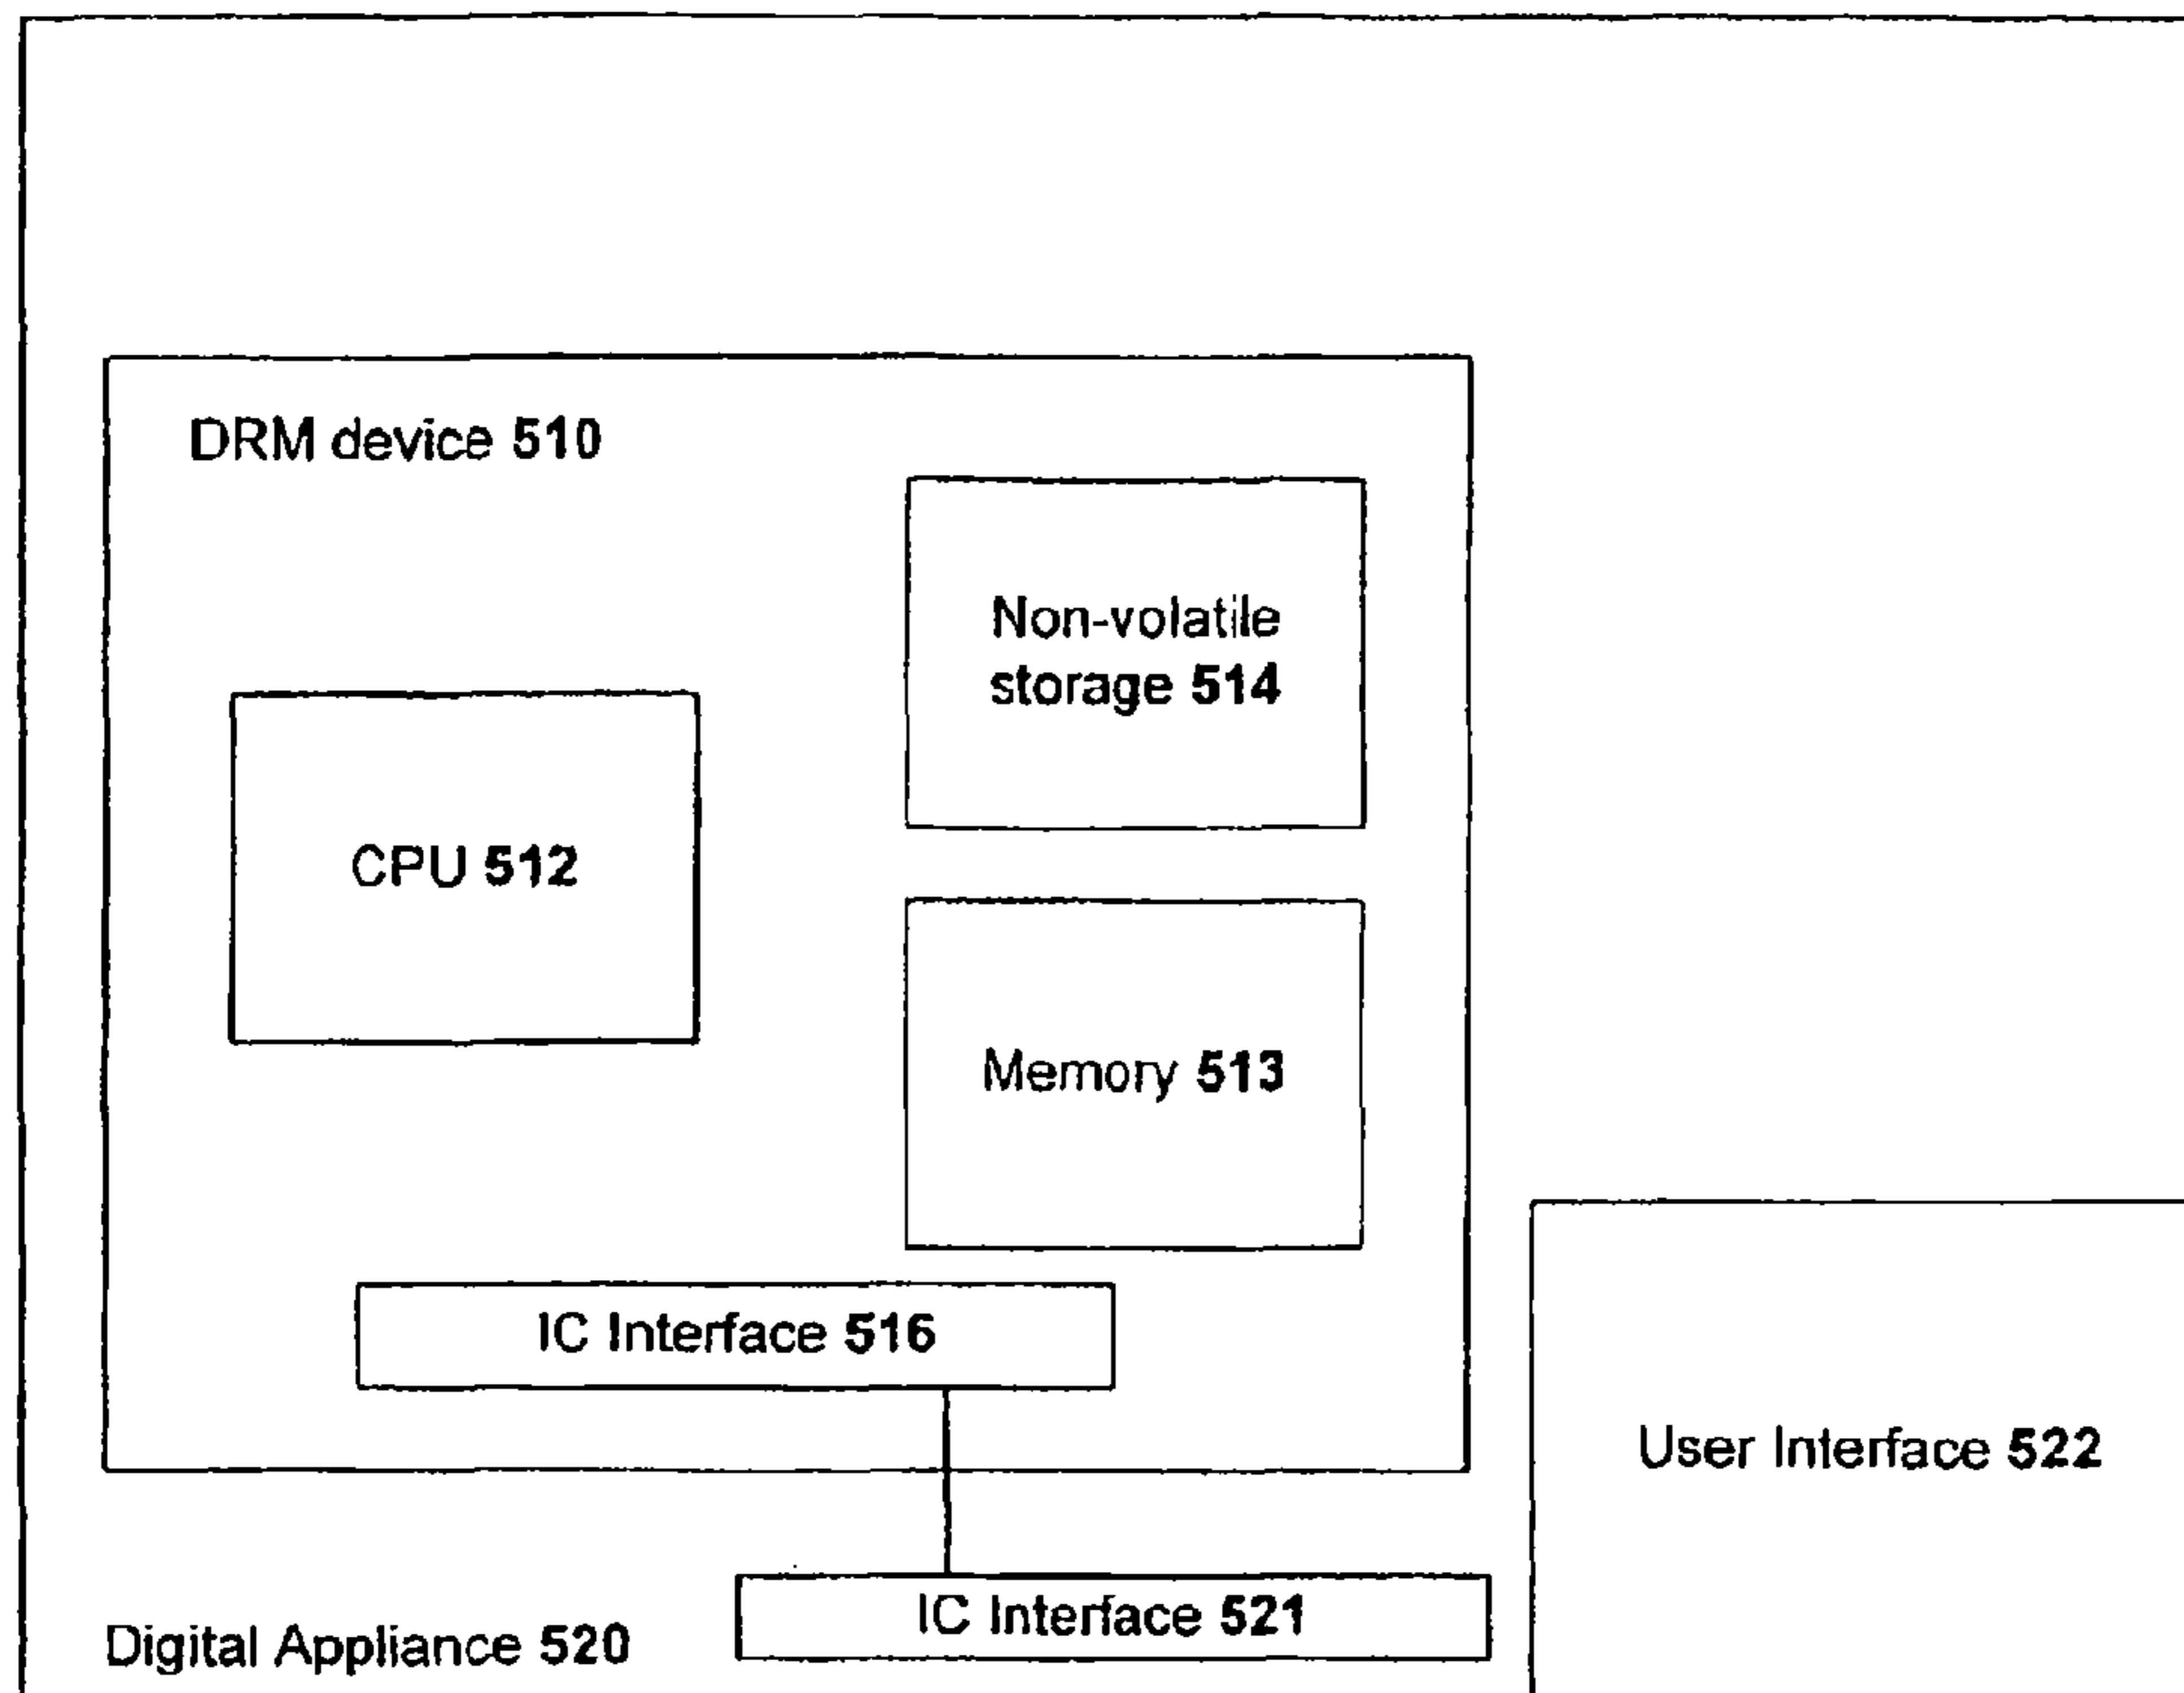 DRM device 510
Non-volatile
storage 514
CPU 512
Memory 513
IC Interface 516
User Interface 522
IC Interface 521
Digital Appliance 520